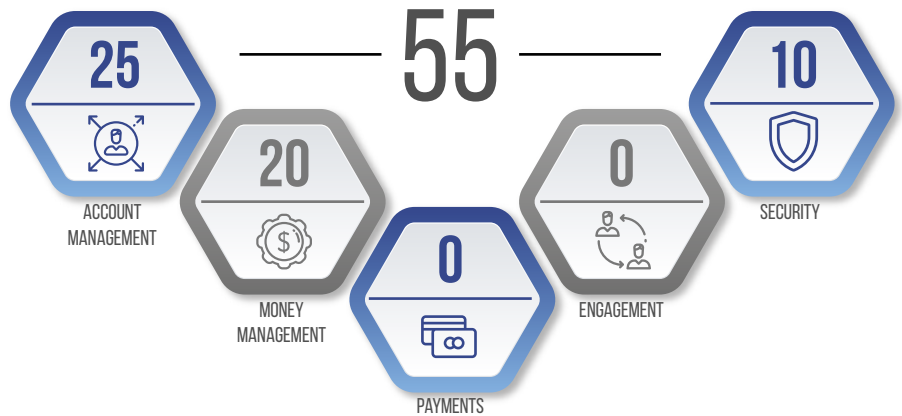 55
25
ACCOUNT
MANAGEMENT
20
$
MONEY
MANAGEMENT
0
PAYMENTS
0
ENGAGEMENT
10
SECURITY